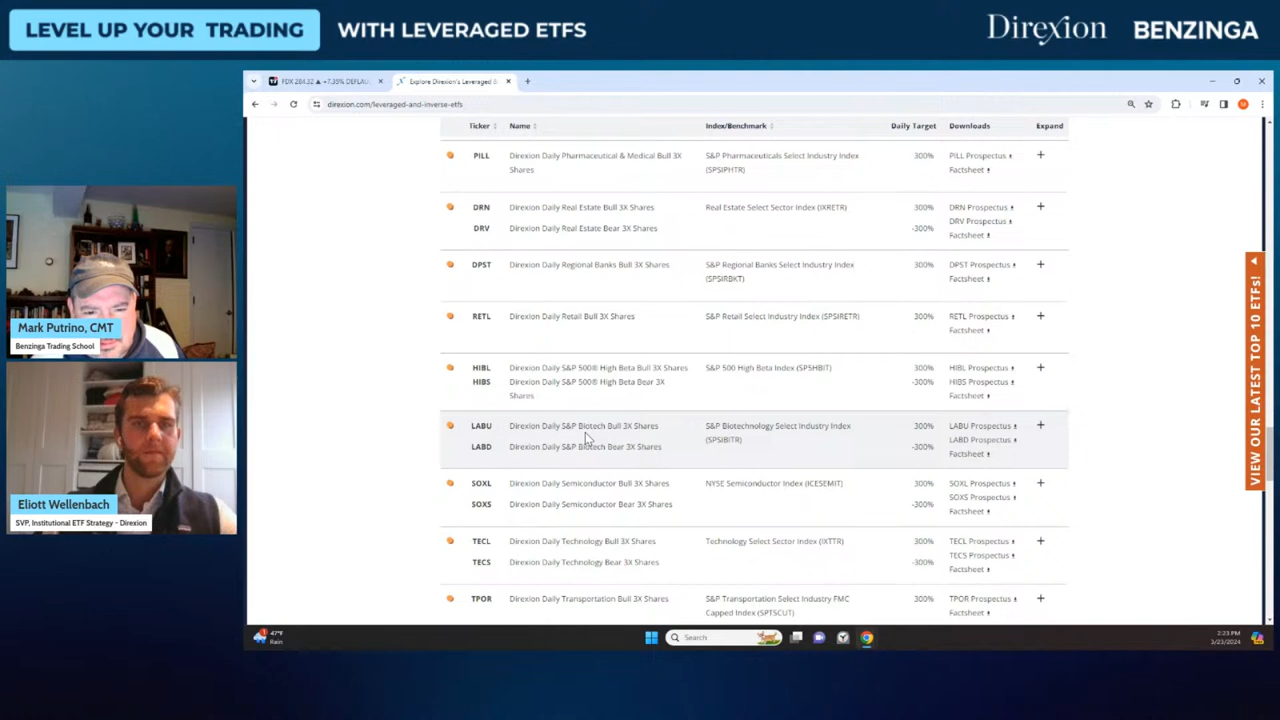 LEVEL UP YOUR TRADING WITH LEVERAGED ETFS
Direxion BENZINGA
direxion.com/leveraged-and-inverse-etfs
Ticker Name Index/Benchmark Daily Target Downloads Expand
PILL Direxion Daily Pharmaceutical & Medical Bull 3X S&P Pharmaceuticals Select Industry Index 300% PILL Prospectus +
Shares (SPSIPHTR) Factsheet
DRN Direxion Daily Real Estate Bull 3X Shares Real Estate Select Sector Index (IXRETR) 300% DRN Prospectus +
DRV Direxion Daily Real Estate Bear 3X Shares -300% DRV Prospectus
Factsheet
DPST Direxion Daily Regional Banks Bull 3X Shares S&P Regional Banks Select Industry Index 300% DPST Prospectus +
(SPSIRBKT) Factsheet
RETL Direxion Daily Retail Bull 3X Shares S&P Retail Select Industry Index (SPSIRETR) 300% RETL Prospectus +
Factsheet
HIBL Direxion Daily S&P 500® High Beta Bull 3X Shares S&P 500 High Beta Index (SP5HBIT) 300% HIBL Prospectus +
HIBS Direxion Daily S&P 500® High Beta Bear 3X -300% HIBS Prospectus
Shares Factsheet
LABU Direxion Daily S&P Biotech Bull 3X Shares S&P Biotechnology Select Industry Index 300% LABU Prospectus +
(SPSIBITR)
LABD Direxion Daily S&P Biotech Bear 3X Shares -300% LABD Prospectus
Factsheet
SOXL Direxion Daily Semiconductor Bull 3X Shares NYSE Semiconductor Index (ICESEMIT) 300% SOXL Prospectus +
SOXS Direxion Daily Semiconductor Bear 3X Shares -300% SOXS Prospectus
Factsheet
TECL Direxion Daily Technology Bull 3X Shares Technology Select Sector Index (IXTTR) 300% TECL Prospectus +
TECS Direxion Daily Technology Bear 3X Shares -300% TECS Prospectus
Factsheet
TPOR Direxion Daily Transportation Bull 3X Shares S&P Transportation Select Industry FMC 300% TPOR Prospectus +
Capped Index (SPTSCUT) Factsheet
VIEW OUR LATEST TOP 10 ETFs!
Mark Putrino, CMT
Benzinga Trading School
Eliott Wellenbach
SVP, Institutional ETF Strategy - Direxion
47°F
Rain
Search
2:23 PM
3/23/2024